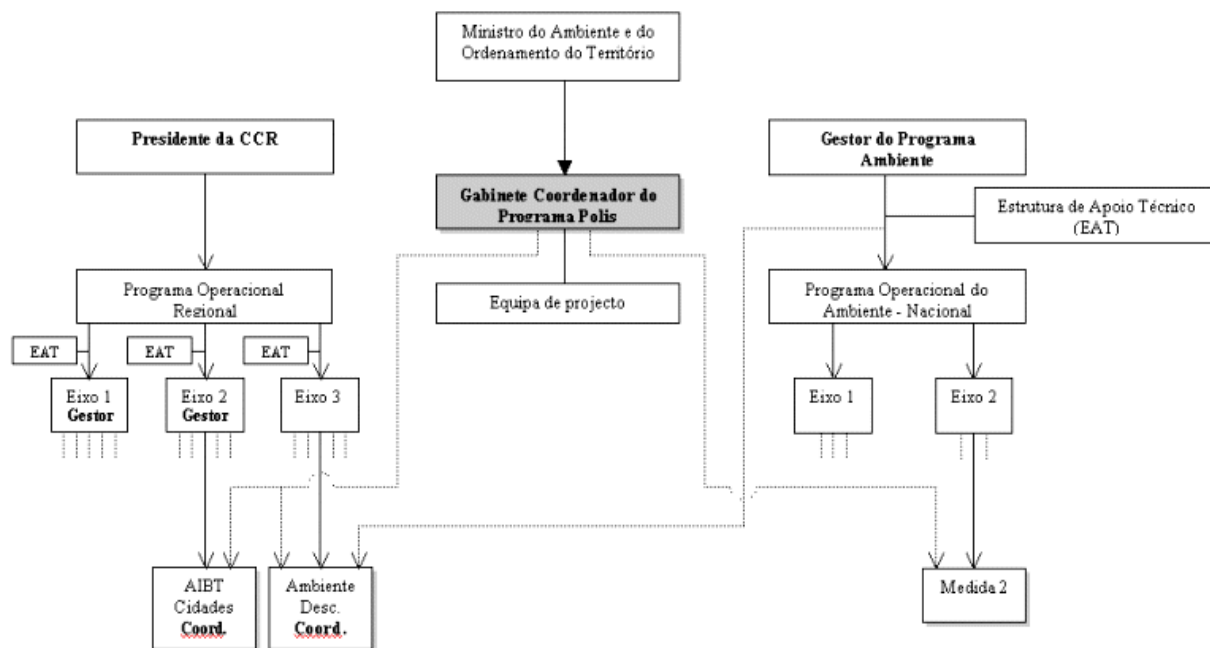 Ministro do Ambiente e do
Ordenamento do Território
Presidente da CCR
Gestor do Programa
Ambiente
Gabinete Coordenador do
Programa Polis
Estrutura de Apoio Técnico
(EAT)
Programa Operacional
Regional
Equipa de projecto
Programa Operacional do
Ambiente - Nacional
EAT
EAT
EAT
Eixo 1
Gestor
Eixo 2
Gestor
Eixo 3
Eixo 1
Eixo 2
AIBT
Cidades
Coord.
Ambiente
Desc.
Coord.
Medida 2